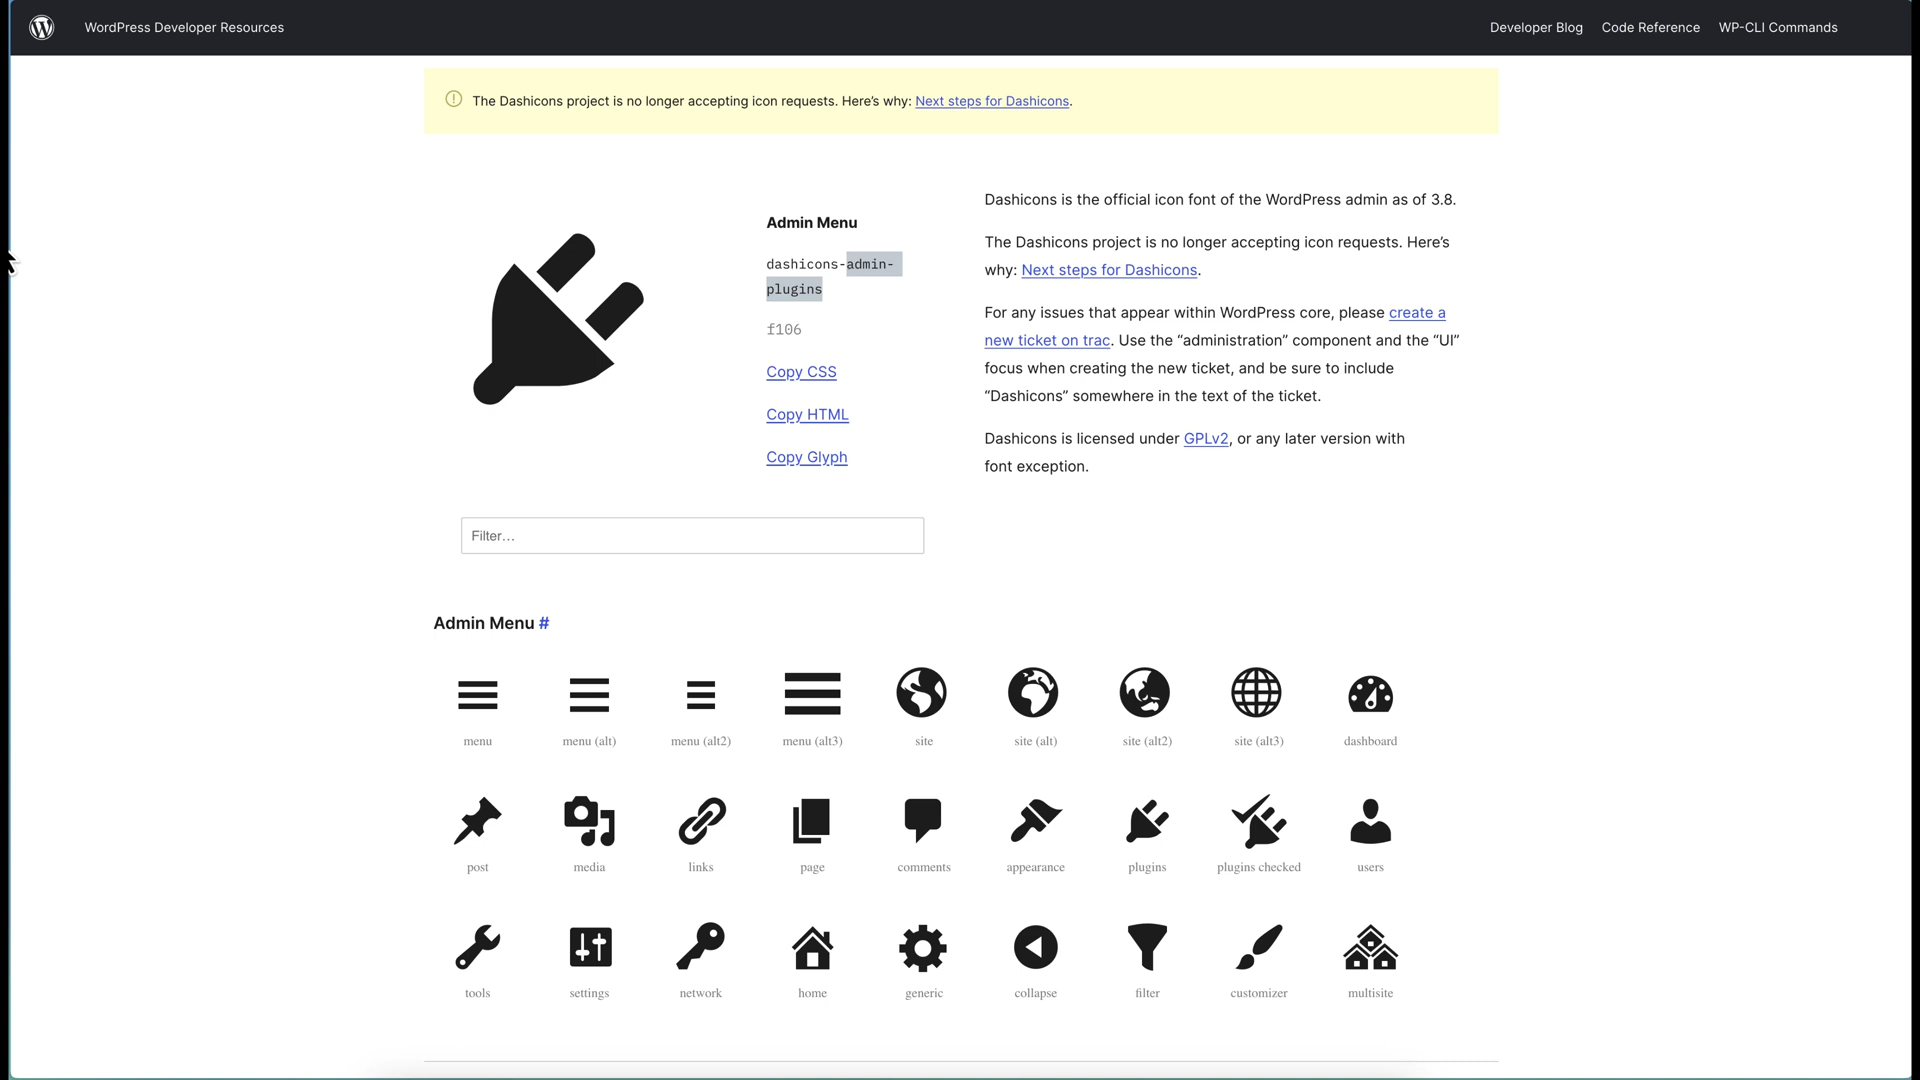 WordPress Developer Resources
Developer Blog Code Reference WP-CLI Commands
The Dashicons project is no longer accepting icon requests. Here’s why: Next steps for Dashicons.
Admin Menu
dashicons-admin-
plugins
f106
Copy CSS
Copy HTML
Copy Glyph
Dashicons is the official icon font of the WordPress admin as of 3.8.
The Dashicons project is no longer accepting icon requests. Here’s
why: Next steps for Dashicons.
For any issues that appear within WordPress core, please create a
new ticket on trac. Use the “administration” component and the “UI”
focus when creating the new ticket, and be sure to include
“Dashicons” somewhere in the text of the ticket.
Dashicons is licensed under GPLv2, or any later version with
font exception.
Filter…
Admin Menu #
menu menu (alt) menu (alt2) menu (alt3) site site (alt) site (alt2) site (alt3) dashboard
post media links page comments appearance plugins plugins checked users
tools settings network home generic collapse filter customizer multisite